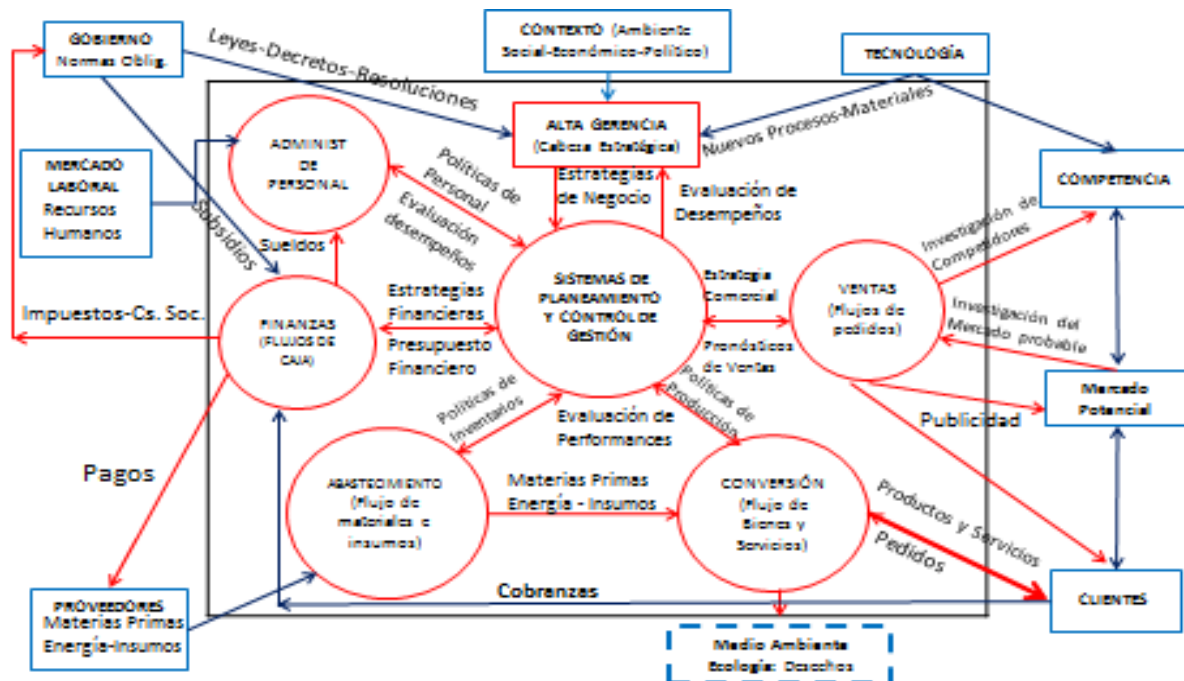 GOBIERNO
Normas Oblig.
Leyes-Decretos-Resoluciones
CONTEXTO (Ambiente
Social-Económico-Político)
TECNOLOGÍA
ALTA GERENCIA
(Cabeza Estratégica)
Nuevos Procesos-Materiales
ADMINIST
DE
PERSONAL
MERCADO
LABORAL
Recursos
Humanos
COMPETENCIA
Políticas de
Personal
Evaluación
desempeños
Estrategias
de Negocio
Evaluación de
Desempeños
Subsidios
Sueldos
Investigación de
Competidores
SISTEMAS DE
PLANEAMIENTO
Y CONTROL DE
GESTIÓN
Estrategia
Comercial
VENTAS
(Flujos de
pedidos)
Impuestos-Cs. Soc.
FINANZAS
(FLUJOS DE
CAJA)
Estrategias
Financieras
Presupuesto
Financiero
Pronósticos
de Ventas
Investigación del
Mercado probable
Mercado
Potencial
Publicidad
Políticas de
Inventarios
Evaluación de
Performances
Políticas de
Producción
Pagos
ABASTECIMIENTO
(Flujo de
materiales e
insumos)
Materias Primas
Energía - Insumos
CONVERSIÓN
(Flujo de
Bienes y
Servicios)
Productos y Servicios
Pedidos
Cobranzas
PROVEEDORES
Materias Primas
Energía-Insumos
CLIENTES
Medio Ambiente
Ecología: Desechos